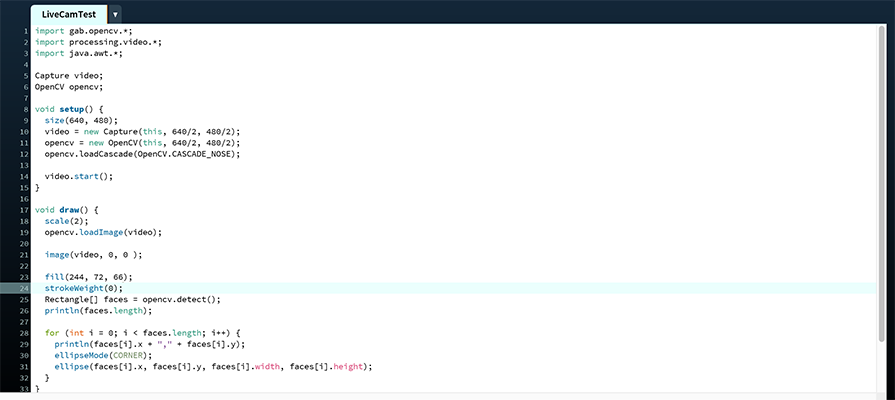 LiveCamTest ▼
1 import gab.opencv.*;
2 import processing.video.*;
3 import java.awt.*;
4
5 Capture video;
6 OpenCV opencv;
7
8 void setup() {
9   size(640, 480);
10   video = new Capture(this, 640/2, 480/2);
11   opencv = new OpenCV(this, 640/2, 480/2);
12   opencv.loadCascade(OpenCV.CASCADE_NOSE);
13
14   video.start();
15 }
16
17 void draw() {
18   scale(2);
19   opencv.loadImage(video);
20
21   image(video, 0, 0 );
22
23   fill(244, 72, 66);
24   strokeWeight(0);
25   Rectangle[] faces = opencv.detect();
26   println(faces.length);
27
28   for (int i = 0; i < faces.length; i++) {
29     println(faces[i].x + "," + faces[i].y);
30     ellipseMode(CORNER);
31     ellipse(faces[i].x, faces[i].y, faces[i].width, faces[i].height);
32   }
33 }